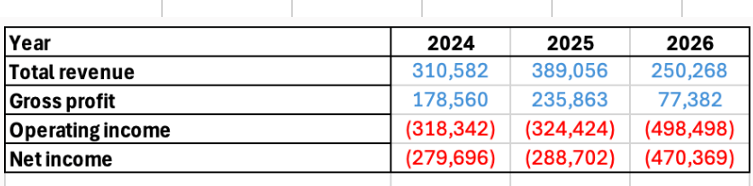 Year 2024 2025 2026
Total revenue 310,582 389,056 250,268
Gross profit 178,560 235,863 77,382
Operating income (318,342) (324,424) (498,498)
Net income (279,696) (288,702) (470,369)